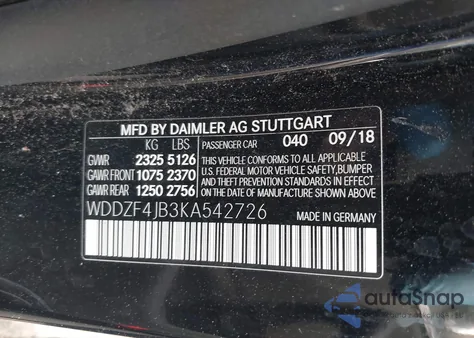 MFD BY DAIMLER AG STUTTGART
KG LBS PASSENGER CAR 040 09/18
GVWR 2325 5126 THIS VEHICLE CONFORMS TO ALL APPLICABLE
GAWR FRONT 1075 2370 U.S. FEDERAL MOTOR VEHICLE SAFETY, BUMPER,
AND THEFT PREVENTION STANDARDS IN EFFECT ON
GAWR REAR 1250 2756 THE DATE OF MANUFACTURE SHOWN ABOVE.
WDDZF4JB3KA542726 MADE IN GERMANY
autoSnap